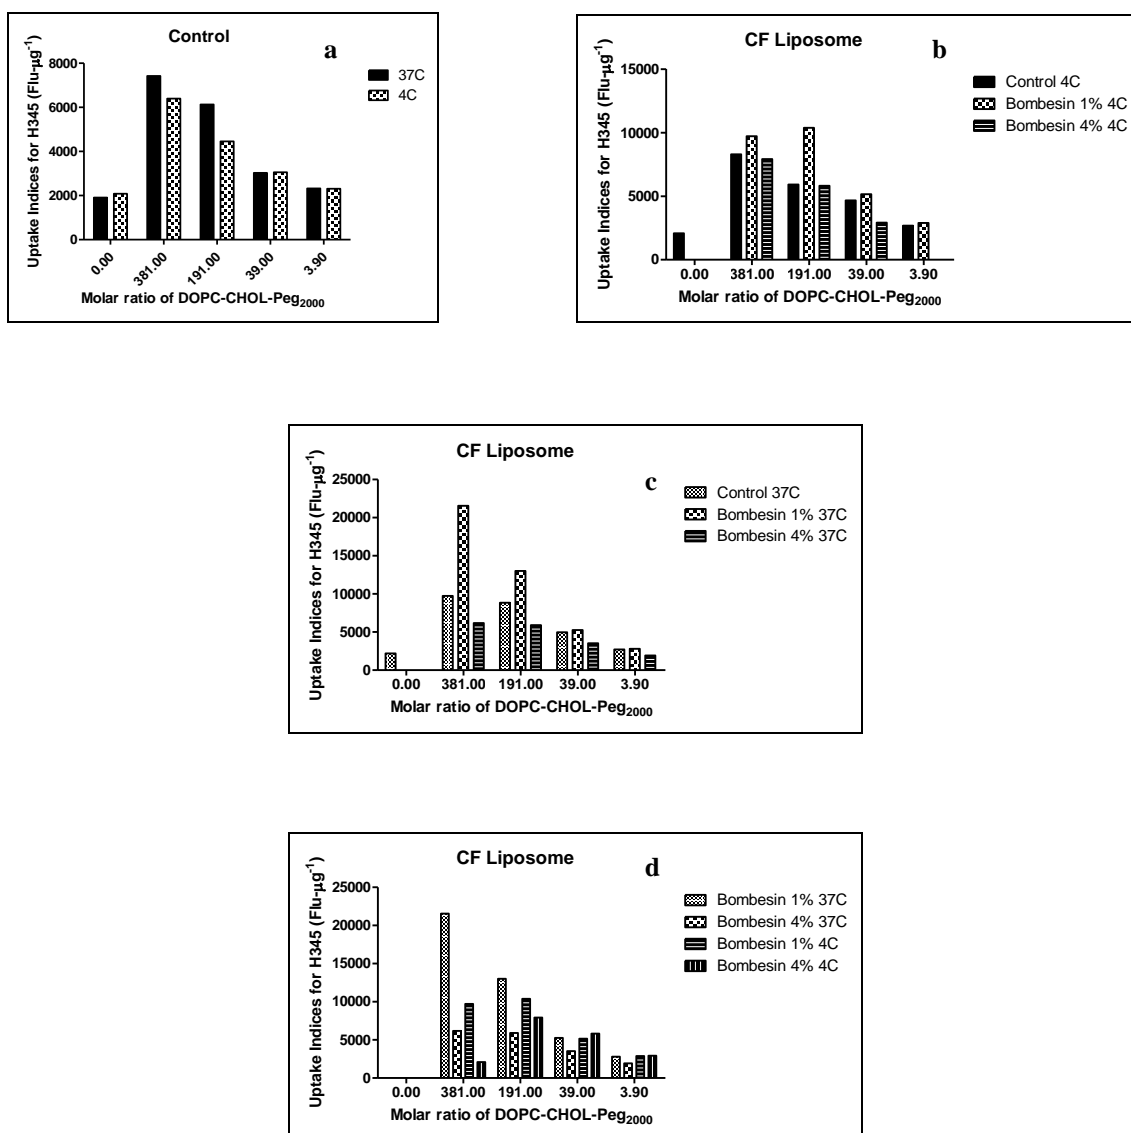 Control
a
Uptake Indices for H345 (Flu-μg⁻¹)
8000
6000
4000
2000
0
0.00 381.00 191.00 39.00 3.90
Molar ratio of DOPC-CHOL-Peg₂₀₀₀
37C
4C
CF Liposome
b
Uptake Indices for H345 (Flu-μg⁻¹)
15000
10000
5000
0
0.00 381.00 191.00 39.00 3.90
Molar ratio of DOPC-CHOL-Peg₂₀₀₀
Control 4C
Bombesin 1% 4C
Bombesin 4% 4C
CF Liposome
c
Uptake Indices for H345 (Flu-μg⁻¹)
25000
20000
15000
10000
5000
0
0.00 381.00 191.00 39.00 3.90
Molar ratio of DOPC-CHOL-Peg₂₀₀₀
Control 37C
Bombesin 1% 37C
Bombesin 4% 37C
CF Liposome
d
Uptake Indices for H345 (Flu-μg⁻¹)
25000
20000
15000
10000
5000
0
0.00 381.00 191.00 39.00 3.90
Molar ratio of DOPC-CHOL-Peg₂₀₀₀
Bombesin 1% 37C
Bombesin 4% 37C
Bombesin 1% 4C
Bombesin 4% 4C